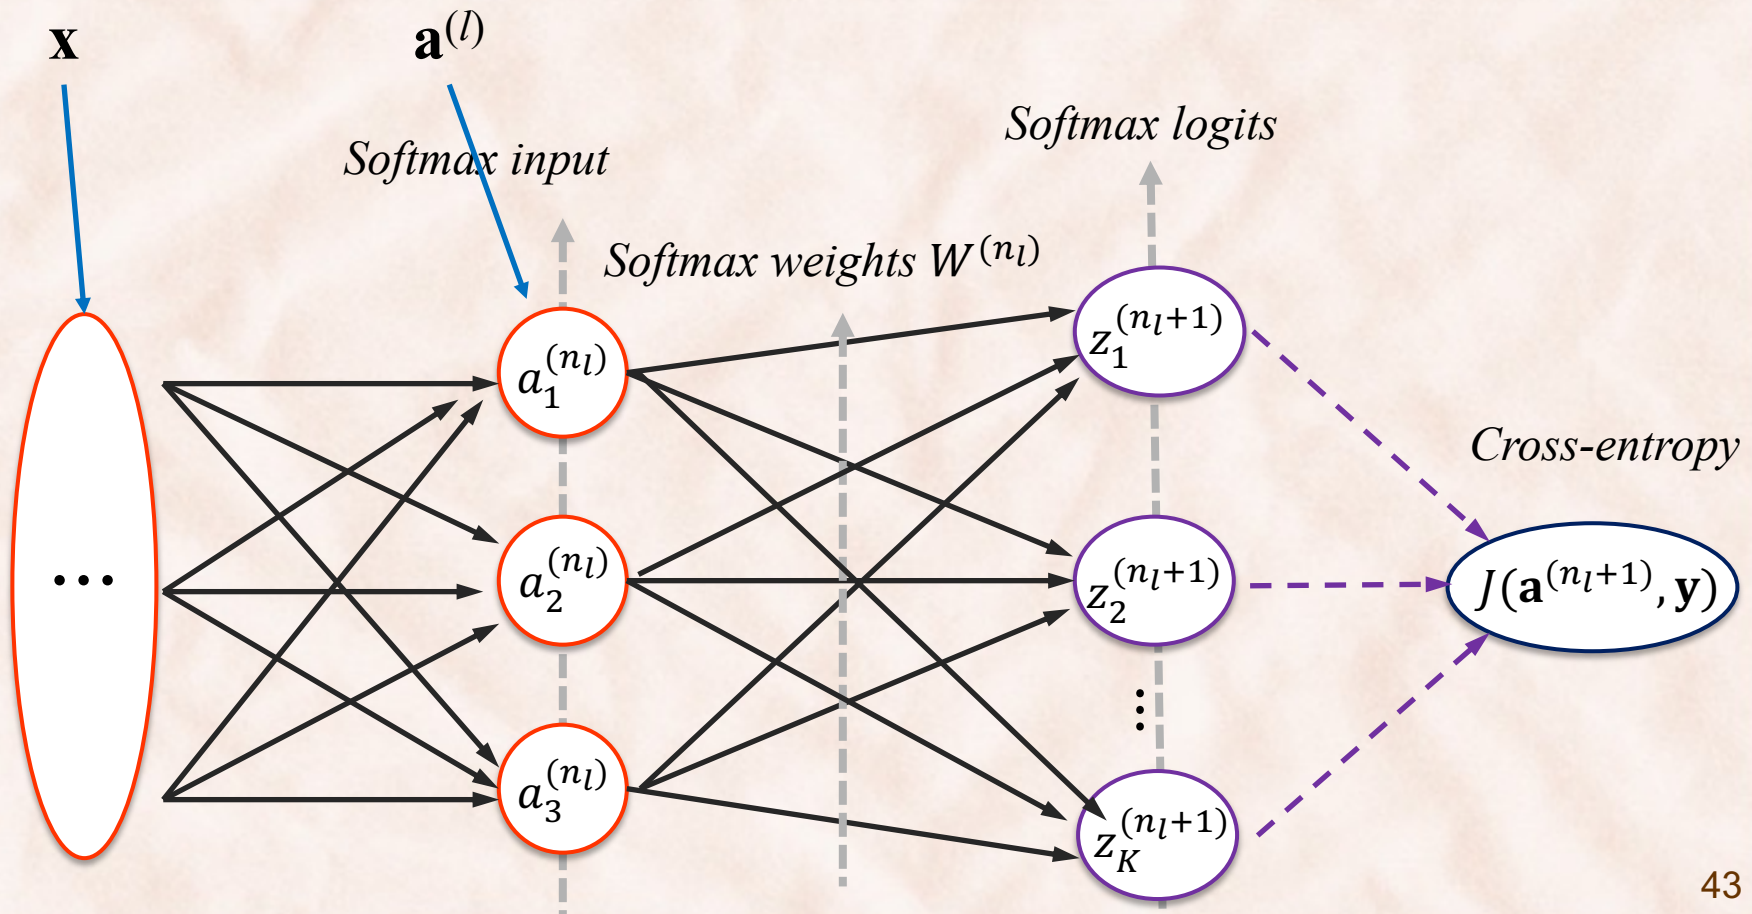 x
a^(l)
Softmax input
Softmax logits
Softmax weights W^(n_l)
a_1^(n_l)
z_1^(n_l+1)
Cross-entropy
...
a_2^(n_l)
z_2^(n_l+1)
J(a^(n_l+1), y)
⋮
a_3^(n_l)
z_K^(n_l+1)
43